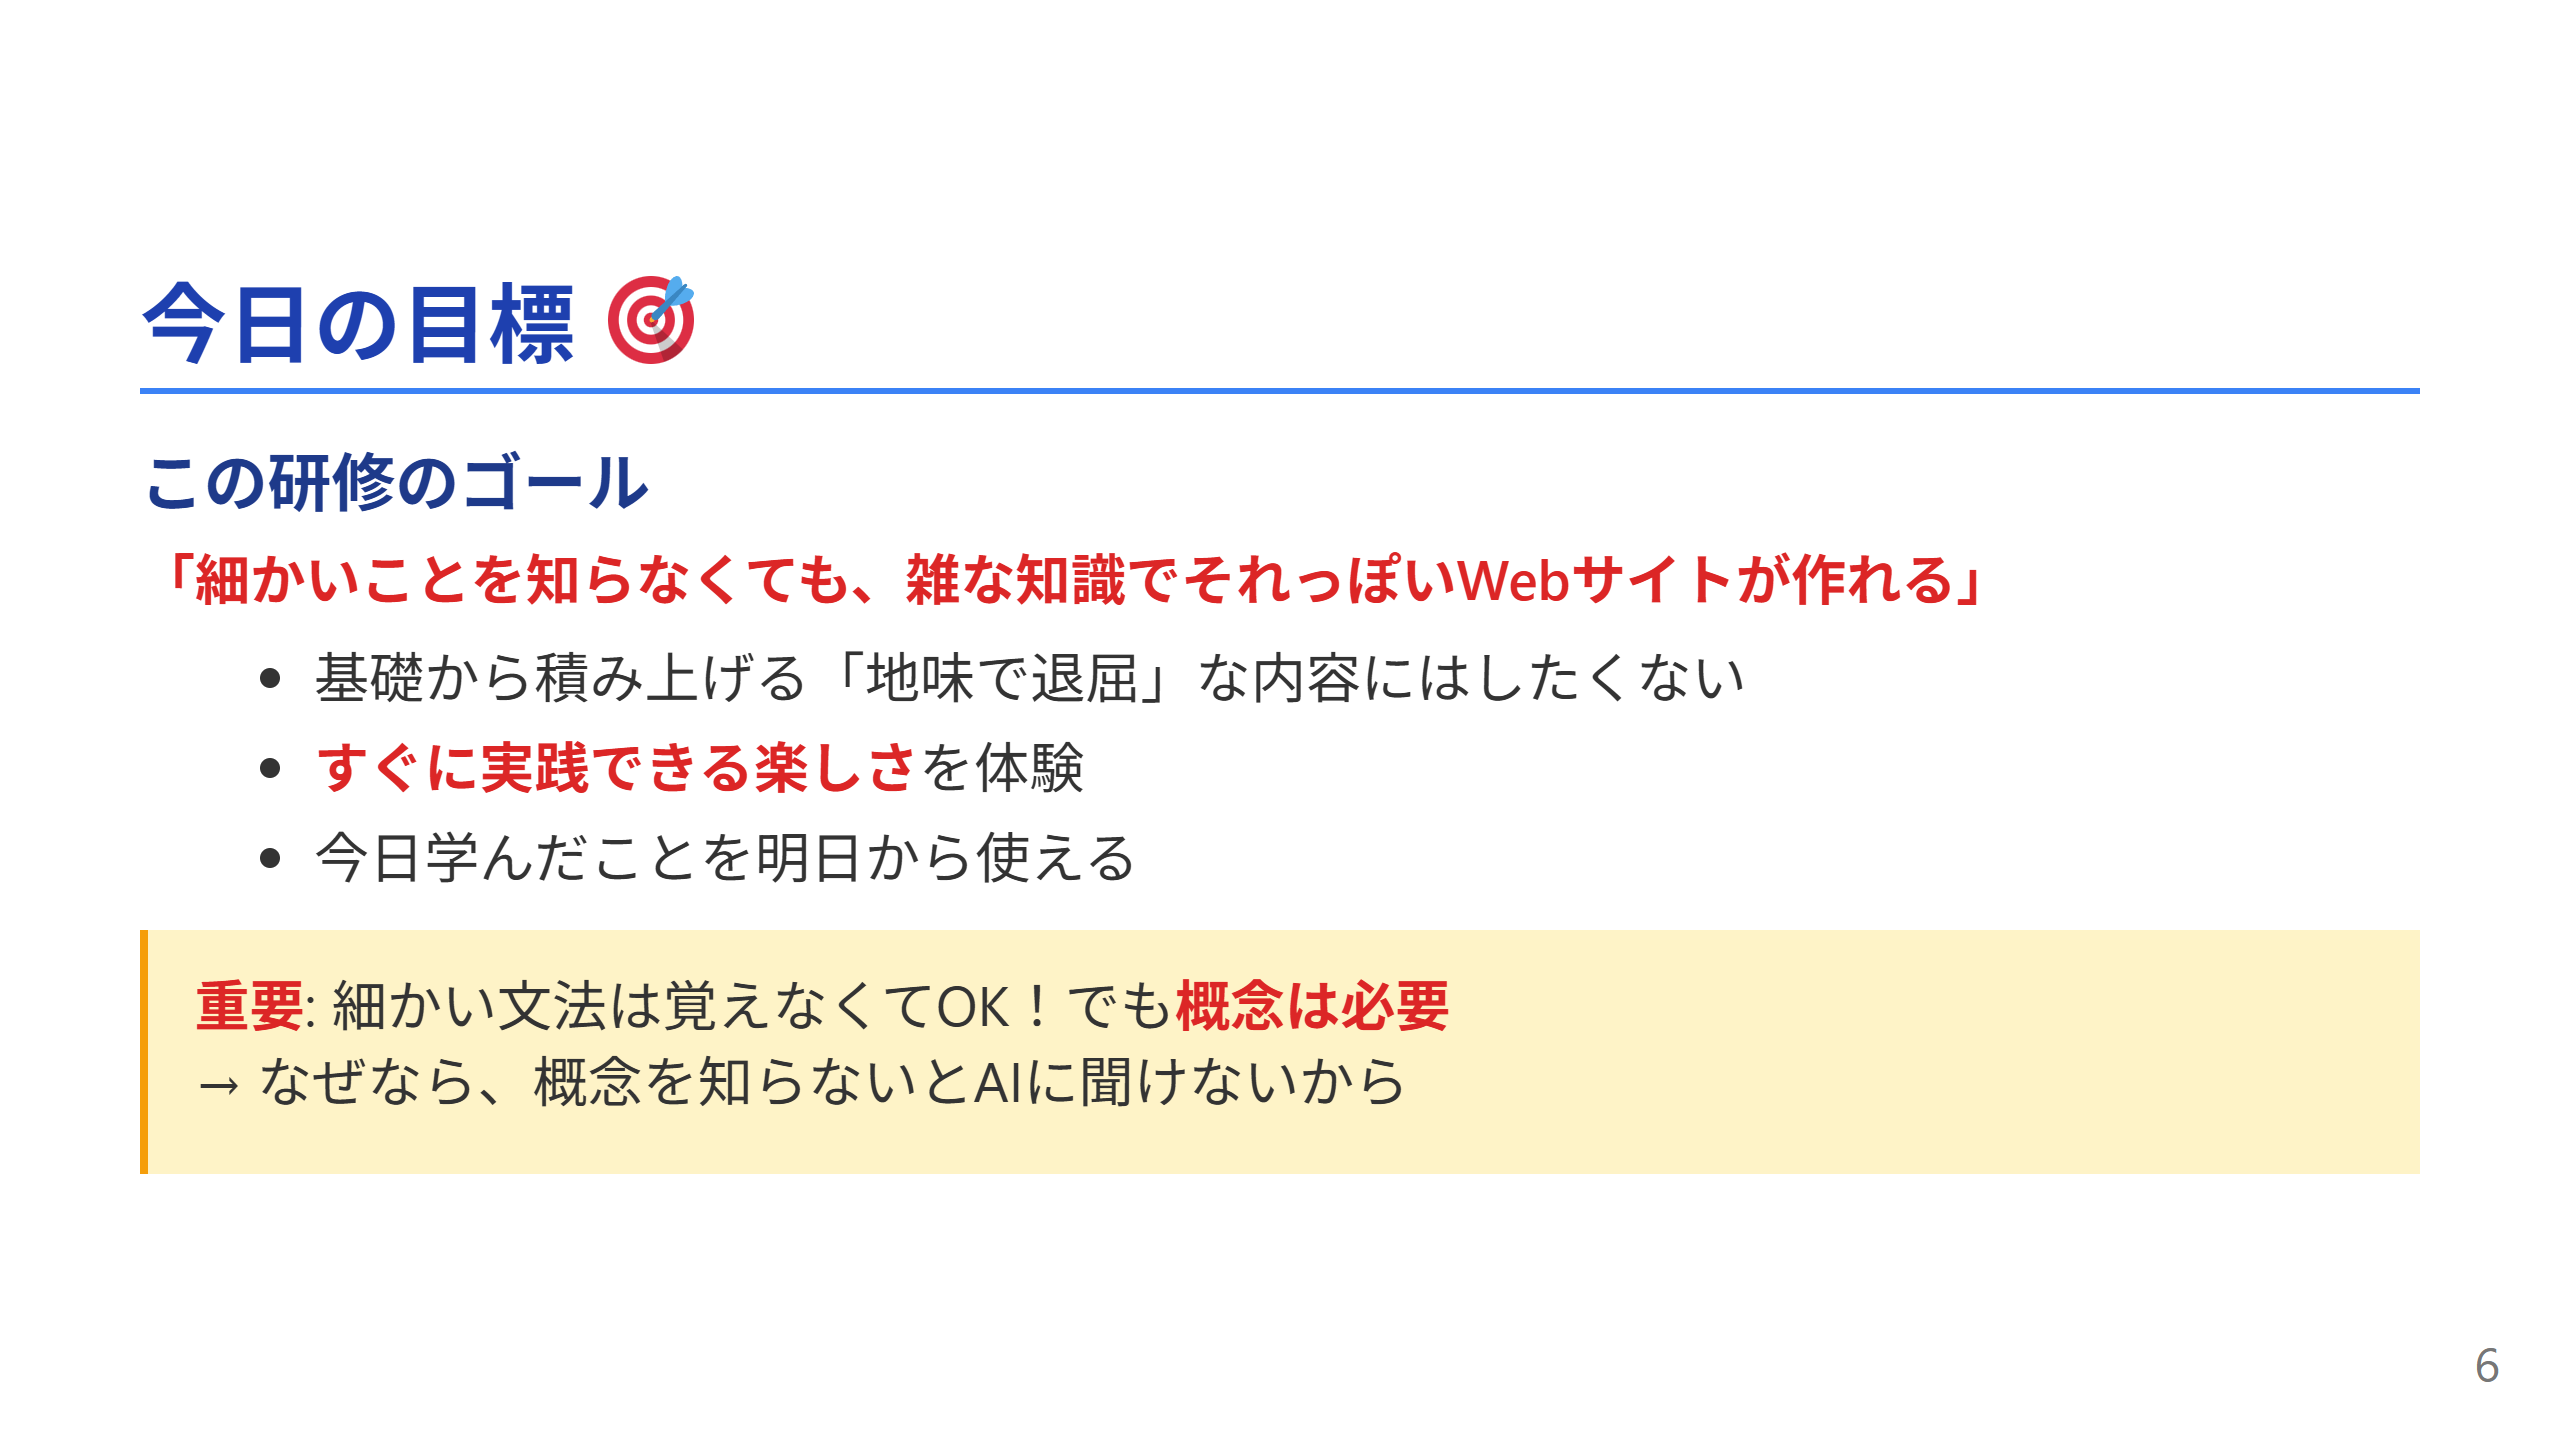 今日の目標 🎯
この研修のゴール
「細かいことを知らなくても、雑な知識でそれっぽいWebサイトが作れる」
• 基礎から積み上げる「地味で退屈」な内容にはしたくない
• すぐに実践できる楽しさを体験
• 今日学んだことを明日から使える
重要: 細かい文法は覚えなくてOK！でも概念は必要
→ なぜなら、概念を知らないとAIに聞けないから
6